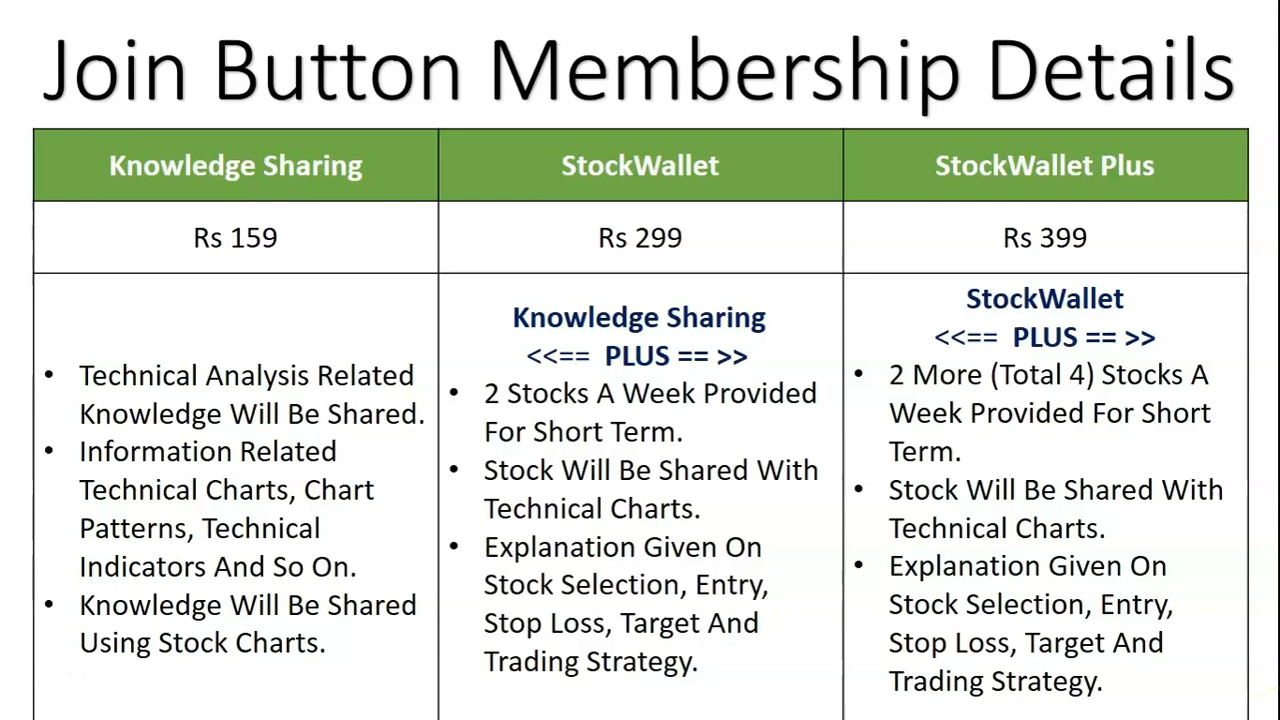 Join Button Membership Details
Knowledge Sharing
StockWallet
StockWallet Plus
Rs 159
Rs 299
Rs 399
• Technical Analysis Related
Knowledge Will Be Shared.
• Information Related
Technical Charts, Chart
Patterns, Technical
Indicators And So On.
• Knowledge Will Be Shared
Using Stock Charts.
Knowledge Sharing
<<== PLUS == >>
• 2 Stocks A Week Provided
For Short Term.
• Stock Will Be Shared With
Technical Charts.
• Explanation Given On
Stock Selection, Entry,
Stop Loss, Target And
Trading Strategy.
StockWallet
<<== PLUS == >>
• 2 More (Total 4) Stocks A
Week Provided For Short
Term.
• Stock Will Be Shared With
Technical Charts.
• Explanation Given On
Stock Selection, Entry,
Stop Loss, Target And
Trading Strategy.